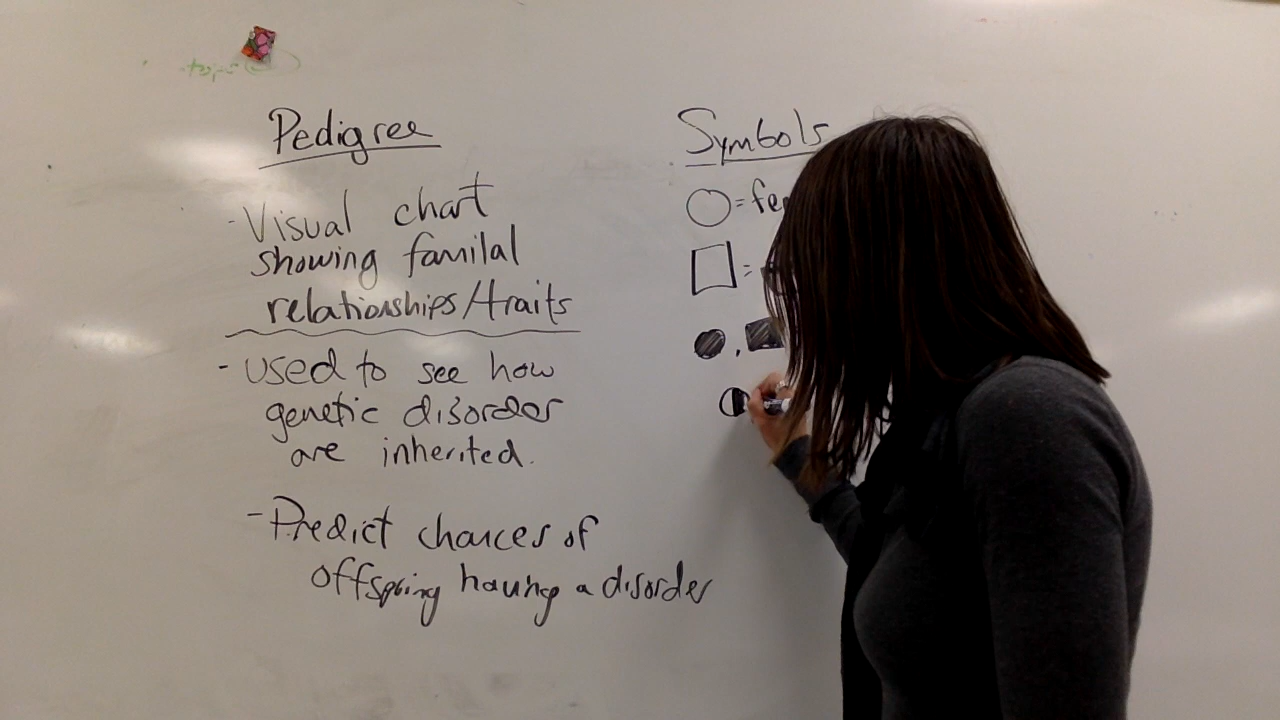 Pedigree
- Visual chart
showing familal
relationships/traits
- used to see how
genetic disorder
are inherited.
- Predict chances of
offspring having a disorder
Symbols
= fe
=
,